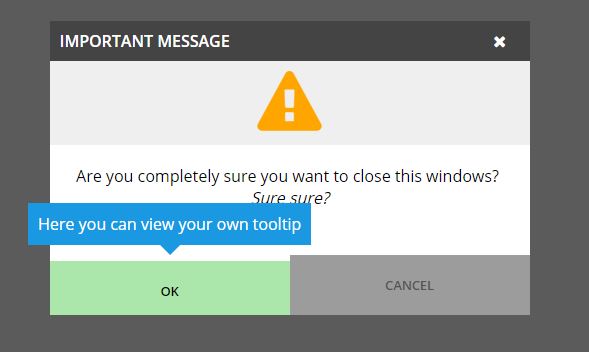 IMPORTANT MESSAGE
Are you completely sure you want to close this windows?
Sure sure?
Here you can view your own tooltip
OK
CANCEL